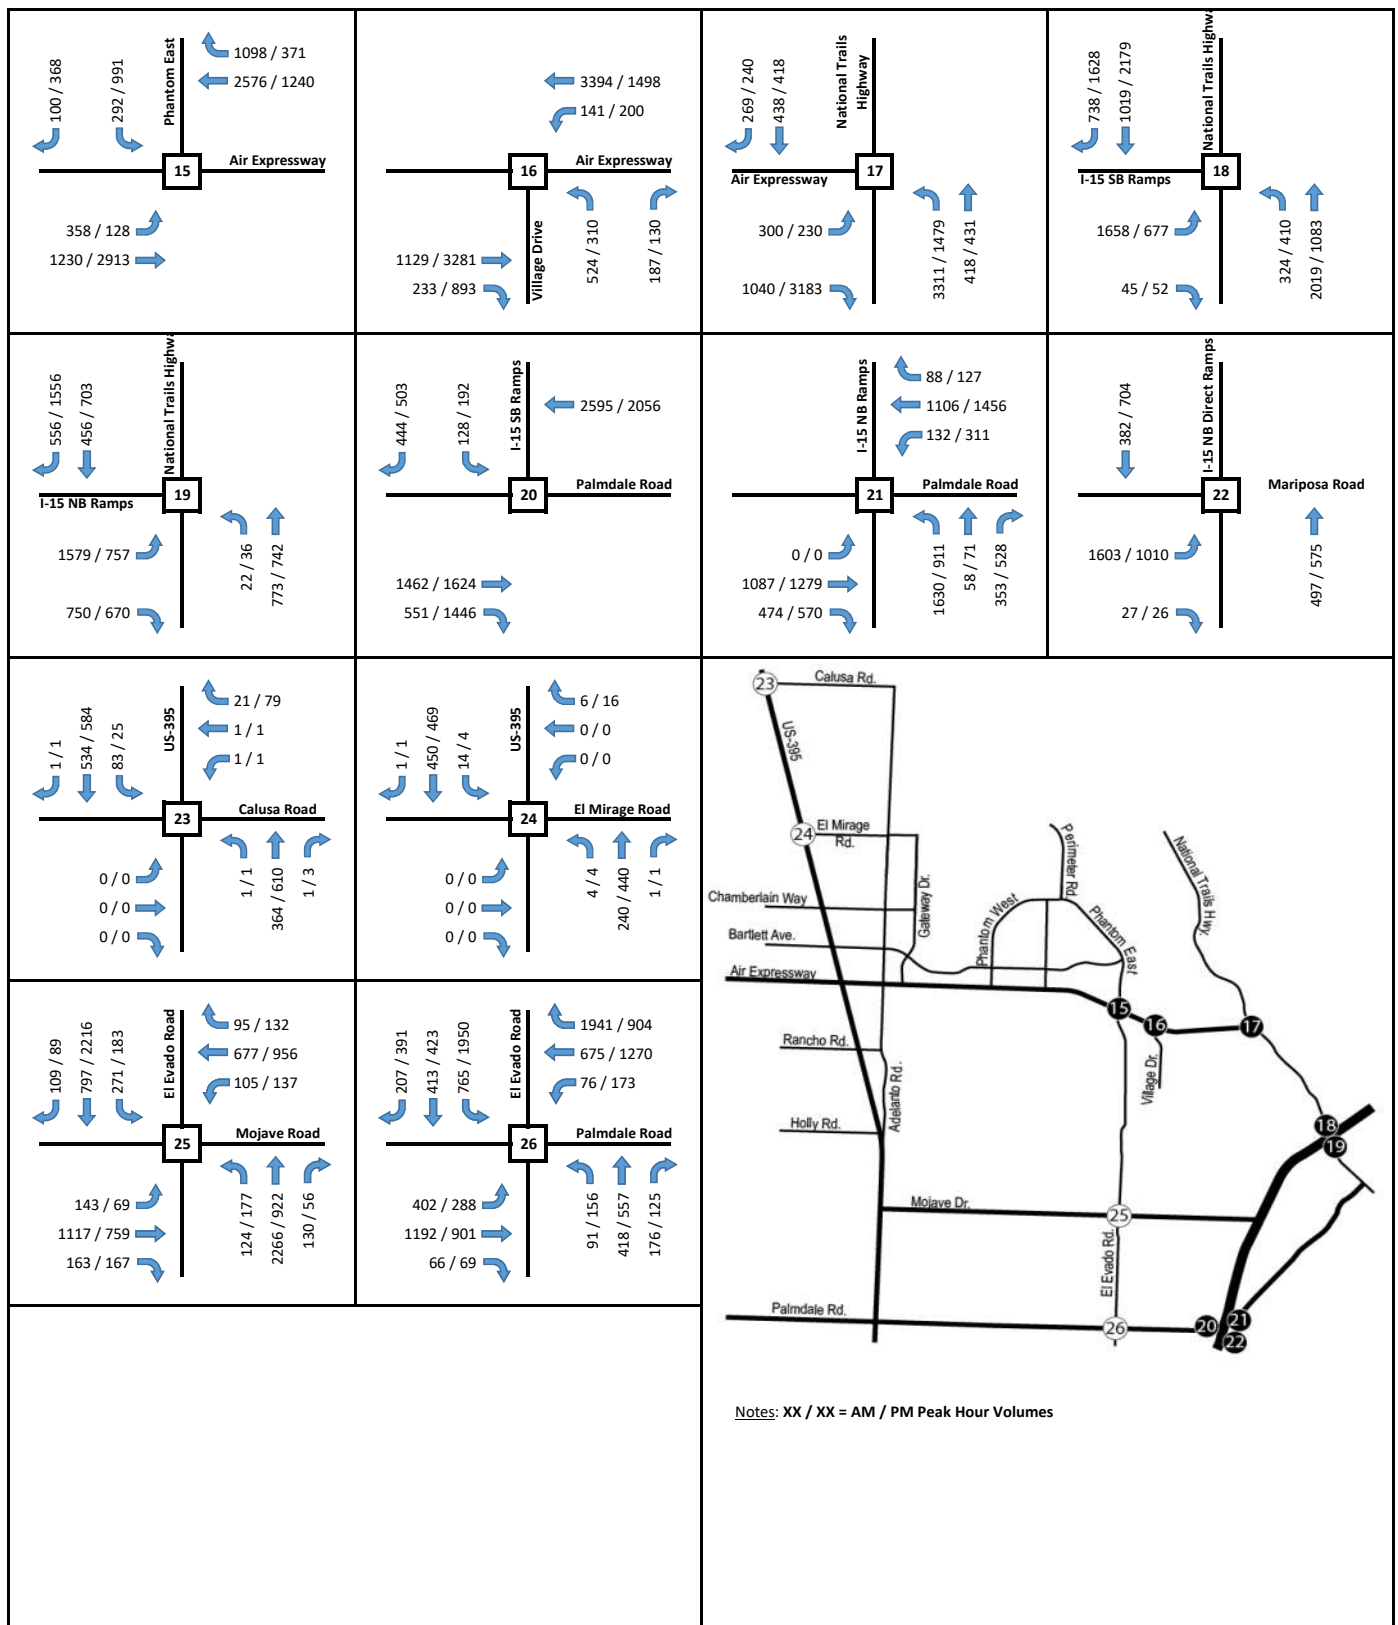 100 / 368
292 / 991
Phantom East
1098 / 371
2576 / 1240
15
Air Expressway
358 / 128
1230 / 2913
3394 / 1498
141 / 200
16
Air Expressway
1129 / 3281
233 / 893
Village Drive
524 / 310
187 / 130
269 / 240
438 / 418
National Trails
Highway
Air Expressway
17
300 / 230
1040 / 3183
3311 / 1479
418 / 431
738 / 1628
1019 / 2179
National Trails Highwa
I-15 SB Ramps
18
1658 / 677
45 / 52
324 / 410
2019 / 1083
556 / 1556
456 / 703
National Trails Highwa
I-15 NB Ramps
19
1579 / 757
750 / 670
22 / 36
773 / 742
444 / 503
128 / 192
I-15 SB Ramps
2595 / 2056
20
Palmdale Road
1462 / 1624
551 / 1446
I-15 NB Ramps
88 / 127
1106 / 1456
132 / 311
21
Palmdale Road
0 / 0
1087 / 1279
474 / 570
1630 / 911
58 / 71
353 / 528
382 / 704
I-15 NB Direct Ramps
22
Mariposa Road
1603 / 1010
27 / 26
497 / 575
1 / 1
534 / 584
83 / 25
US-395
21 / 79
1 / 1
1 / 1
23
Calusa Road
0 / 0
0 / 0
0 / 0
1 / 1
364 / 610
1 / 3
1 / 1
450 / 469
14 / 4
US-395
6 / 16
0 / 0
0 / 0
24
El Mirage Road
0 / 0
0 / 0
0 / 0
4 / 4
240 / 440
1 / 1
109 / 89
797 / 2216
271 / 183
El Evado Road
95 / 132
677 / 956
105 / 137
25
Mojave Road
143 / 69
1117 / 759
163 / 167
124 / 177
2266 / 922
130 / 56
207 / 391
413 / 423
765 / 1950
El Evado Road
1941 / 904
675 / 1270
76 / 173
26
Palmdale Road
402 / 288
1192 / 901
66 / 69
91 / 156
418 / 557
176 / 125
23
Calusa Rd.
US-395
24
El Mirage
Rd.
Perimeter Rd.
National Trails Hwy.
Chamberlain Way
Gateway Dr.
Phantom West
Phantom East
Bartlett Ave.
Air Expressway
15
16
17
Rancho Rd.
Village Dr.
Adelanto Rd.
Holly Rd.
18
19
Mojave Dr.
25
El Evado Rd.
Palmdale Rd.
26
20
21
22
Notes: XX / XX = AM / PM Peak Hour Volumes